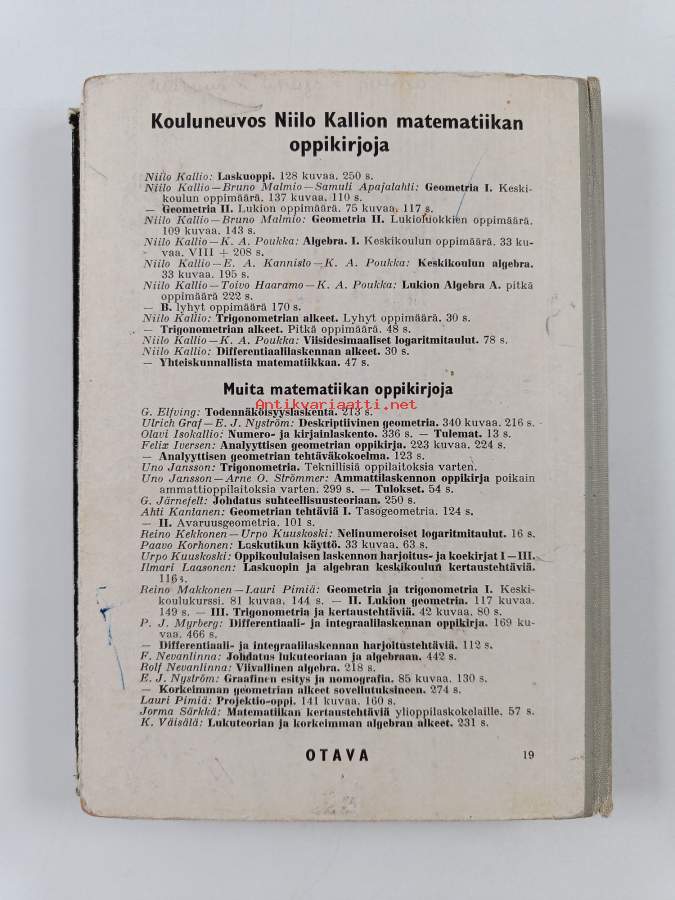 Kouluneuvos Niilo Kallion matematiikan
oppikirjoja
Niilo Kallio: Laskuoppi. 128 kuvaa. 250 s.
Niilo Kallio—Bruno Malmio—Samuli Apajalahti: Geometria I. Keski-
koulun oppimäärä. 137 kuvaa. 110 s.
— Geometria II. Lukion oppimäärä. 75 kuvaa. 117 s.
Niilo Kallio—Bruno Malmio: Geometria II. Lukioluokkien oppimäärä.
109 kuvaa. 143 s.
Niilo Kallio—K. A. Poukka: Algebra. I. Keskikoulun oppimäärä. 33 ku-
vaa. VIII + 208 s.
Niilo Kallio—E. A. Kannisto—K. A. Poukka: Keskikoulun algebra.
33 kuvaa. 195 s.
Niilo Kallio—Toivo Haaramo—K. A. Poukka: Lukion Algebra A. pitkä
oppimäärä 222 s.
— B. lyhyt oppimäärä 170 s.
Niilo Kallio: Trigonometrian alkeet. Lyhyt oppimäärä. 30 s.
— Trigonometrian alkeet. Pitkä oppimäärä. 48 s.
Niilo Kallio—K. A. Poukka: Viisidesimaaliset logaritmitaulut. 78 s.
Niilo Kallio: Differentiaalilaskennan alkeet. 30 s.
— Yhteiskunnallista matematiikkaa. 47 s.
Muita matematiikan oppikirjoja
Antikvariaatti.net
G. Elfving: Todennäköisyyslaskenta. 213 s.
Ulrich Graf—E. J. Nyström: Deskriptiivinen geometria. 340 kuvaa. 216 s.
Olavi Isokallio: Numero- ja kirjainlaskento. 336 s. — Tulemat. 13 s.
Felix Iversen: Analyyttisen geometrian oppikirja. 223 kuvaa. 224 s.
— Analyyttisen geometrian tehtäväkokoelma. 123 s.
Uno Jansson: Trigonometria. Teknillisiä oppilaitoksia varten.
Uno Jansson—Arne O. Strömmer: Ammattilaskennon oppikirja poikain
ammattioppilaitoksia varten. 299 s. — Tulokset. 54 s.
G. Järnefelt: Johdatus suhteellisuusteoriaan. 250 s.
Ahti Kantanen: Geometrian tehtäviä I. Tasogeometria. 124 s.
— II. Avaruusgeometria. 101 s.
Reino Kekkonen—Urpo Kuuskoski: Nelinumeroiset logaritmitaulut. 16 s.
Paavo Korhonen: Laskutikun käyttö. 33 kuvaa. 63 s.
Urpo Kuuskoski: Oppikoululaisen laskennon harjoitus- ja koekirjat I—III.
Ilmari Laasonen: Laskuopin ja algebran keskikoulun kertaustehtäviä.
116 s.
Reino Makkonen—Lauri Pimiä: Geometria ja trigonometria I. Keski-
koulukurssi. 81 kuvaa. 144 s. — II. Lukion geometria. 117 kuvaa.
149 s. — III. Trigonometria ja kertaustehtäviä. 42 kuvaa. 80 s.
P. J. Myrberg: Differentiaali- ja integraalilaskennan oppikirja. 169 ku-
vaa. 466 s.
— Differentiaali- ja integraalilaskennan harjoitustehtäviä. 112 s.
F. Nevanlinna: Johdatus lukuteoriaan ja algebraan. 442 s.
Rolf Nevanlinna: Viivallinen algebra. 218 s.
E. J. Nyström: Graafinen esitys ja nomografia. 85 kuvaa. 130 s.
— Korkeimman geometrian alkeet sovellutuksineen. 274 s.
Lauri Pimiä: Projektio-oppi. 141 kuvaa. 160 s.
Jorma Särkkä: Matematiikan kertaustehtäviä ylioppilaskokelaille. 57 s.
K. Väisälä: Lukuteorian ja korkeimman algebran alkeet. 231 s.
OTAVA
19